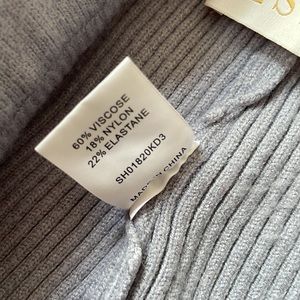 60% VISCOSE
18% NYLON
22% ELASTANE
SH01820KD3
MADE IN CHINA